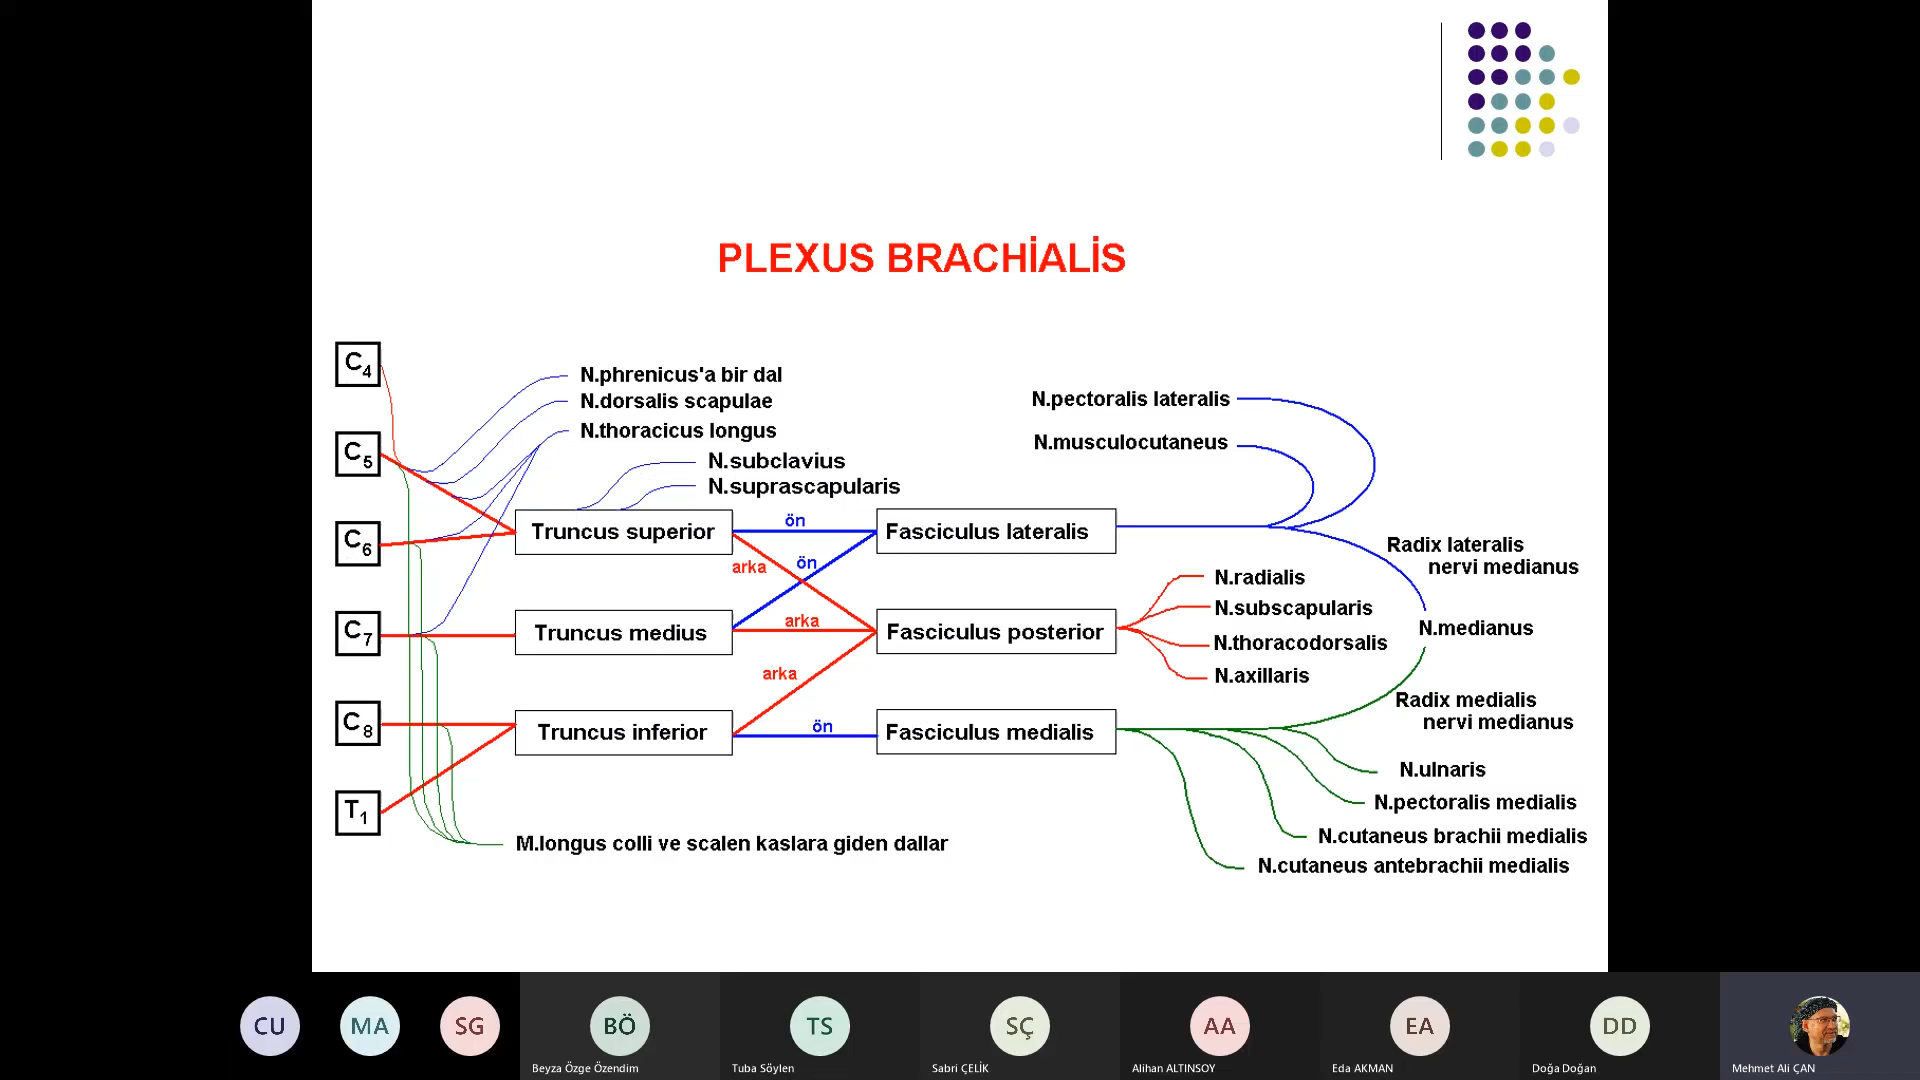 PLEXUS BRACHİALİS
C4
C5
C6
C7
C8
T1
N.phrenicus'a bir dal
N.dorsalis scapulae
N.thoracicus longus
N.subclavius
N.suprascapularis
Truncus superior
Truncus medius
Truncus inferior
M.longus colli ve scalen kaslara giden dallar
ön
arka
ön
arka
arka
ön
Fasciculus lateralis
Fasciculus posterior
Fasciculus medialis
N.pectoralis lateralis
N.musculocutaneus
Radix lateralis
nervi medianus
N.radialis
N.subscapularis
N.thoracodorsalis
N.axillaris
N.medianus
Radix medialis
nervi medianus
N.ulnaris
N.pectoralis medialis
N.cutaneus brachii medialis
N.cutaneus antebrachii medialis
CU
MA
SG
BÖ
TS
SÇ
AA
EA
DD
Beyza Özge Özendim
Tuba Söylen
Sabri ÇELİK
Alihan ALTINSOY
Eda AKMAN
Doğa Doğan
Mehmet Ali ÇAN